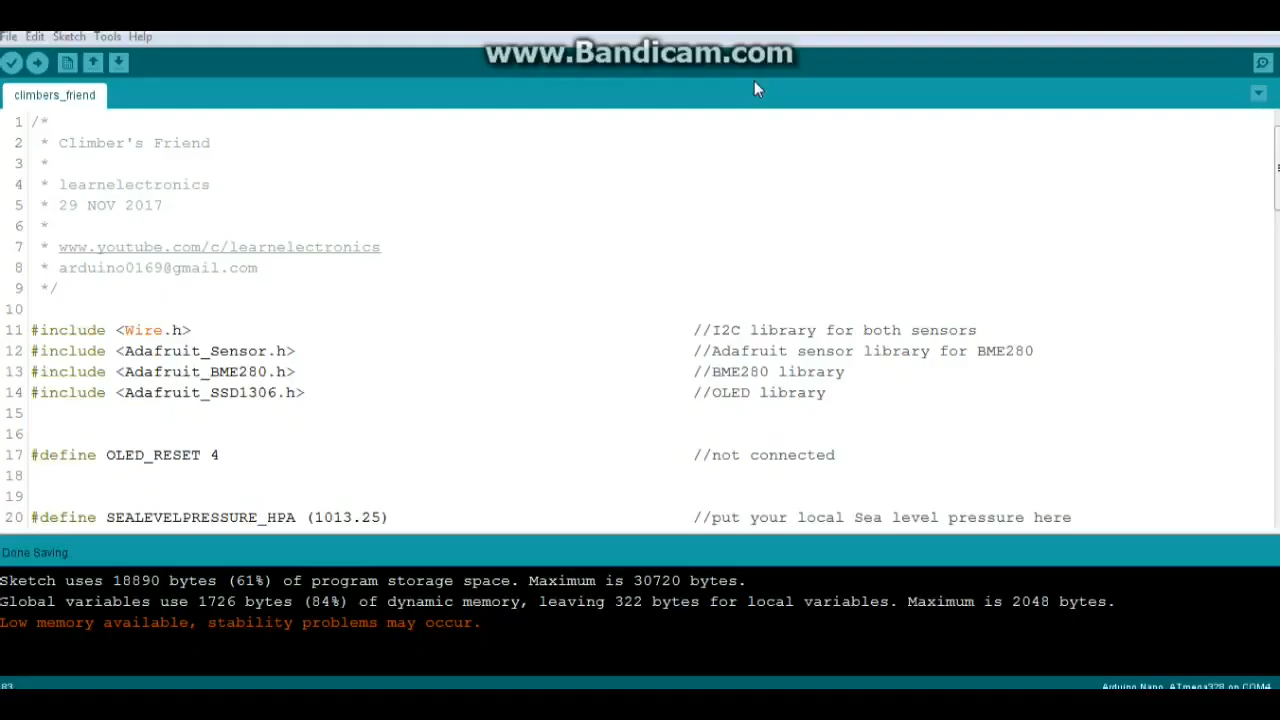 File Edit Sketch Tools Help
www.Bandicam.com
climbers_friend
1 /*
2 * Climber's Friend
3 *
4 * learnelectronics
5 * 29 NOV 2017
6 *
7 * www.youtube.com/c/learnelectronics
8 * arduino0169@gmail.com
9 */
10
11 #include <Wire.h> //I2C library for both sensors
12 #include <Adafruit_Sensor.h> //Adafruit sensor library for BME280
13 #include <Adafruit_BME280.h> //BME280 library
14 #include <Adafruit_SSD1306.h> //OLED library
15
16
17 #define OLED_RESET 4 //not connected
18
19
20 #define SEALEVELPRESSURE_HPA (1013.25) //put your local Sea level pressure here
Done Saving.
Sketch uses 18890 bytes (61%) of program storage space. Maximum is 30720 bytes.
Global variables use 1726 bytes (84%) of dynamic memory, leaving 322 bytes for local variables. Maximum is 2048 bytes.
Low memory available, stability problems may occur.
83 Arduino Nano, ATmega328 on COM4